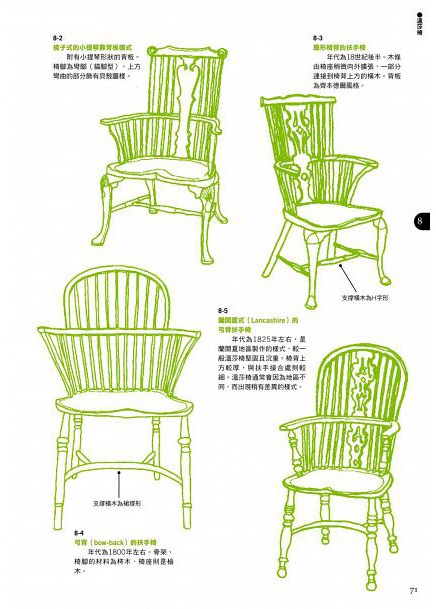 ●溫莎椅
8-2
梳子式的小提琴靠背板樣式
附有小提琴形狀的背板。
椅腳為彎腳（貓腳型），上方
彎曲的部分飾有貝殼圖樣。
8-3
扇形椅背的扶手椅
年代為18世紀後半。木條
由椅座稍微向外擴張，一部分
連接到椅背上方的橫木。背板
為齊本德爾風格。
8
支撐橫木為H字形
8-5
蘭開夏式（Lancashire）的
弓背扶手椅
年代為1825年左右，是
蘭開夏地區製作的樣式，較一
般溫莎椅堅固且沉重。椅背上
方較厚，與扶手接合處則較
細。溫莎椅通常會因為地區不
同，而出現稍有差異的樣式。
支撐橫木為裙撐形
8-4
弓背（bow-back）的扶手椅
年代為1800年左右。骨架、
椅腳的材料為梣木，椅座則是榆
木。
71